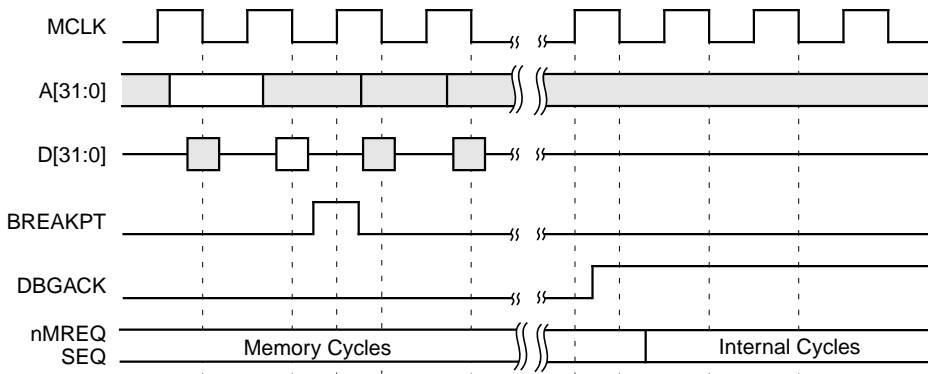 MCLK
A[31:0]
D[31:0]
BREAKPT
DBGACK
nMREQ
SEQ
Memory Cycles
Internal Cycles